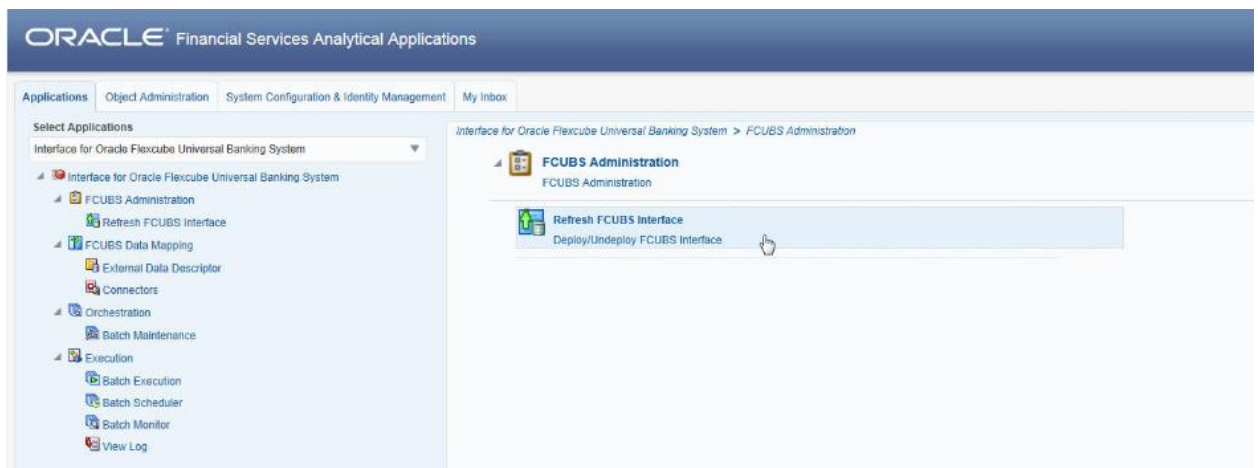 ORACLE Financial Services Analytical Applications
Applications Object Administration System Configuration & Identity Management My Inbox
Select Applications
Interface for Oracle Flexcube Universal Banking System
Interface for Oracle Flexcube Universal Banking System
FCUBS Administration
Refresh FCUBS Interface
FCUBS Data Mapping
External Data Descriptor
Connectors
Orchestration
Batch Maintenance
Execution
Batch Execution
Batch Scheduler
Batch Monitor
View Log
Interface for Oracle Flexcube Universal Banking System > FCUBS Administration
FCUBS Administration
FCUBS Administration
Refresh FCUBS Interface
Deploy/Undeploy FCUBS Interface